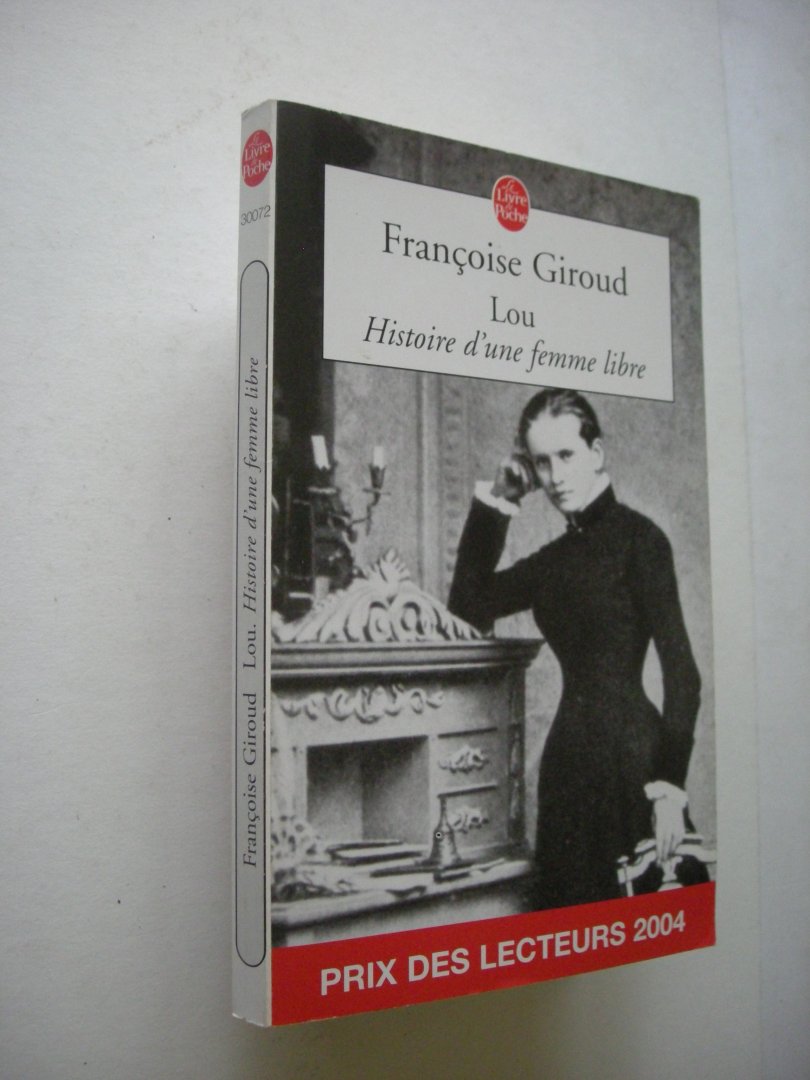 Le
Livre
de
Poche
30072
Françoise Giroud Lou. Histoire d'une femme libre
Le
Livre
de
Poche
Françoise Giroud
Lou
Histoire d'une femme libre
PRIX DES LECTEURS 2004